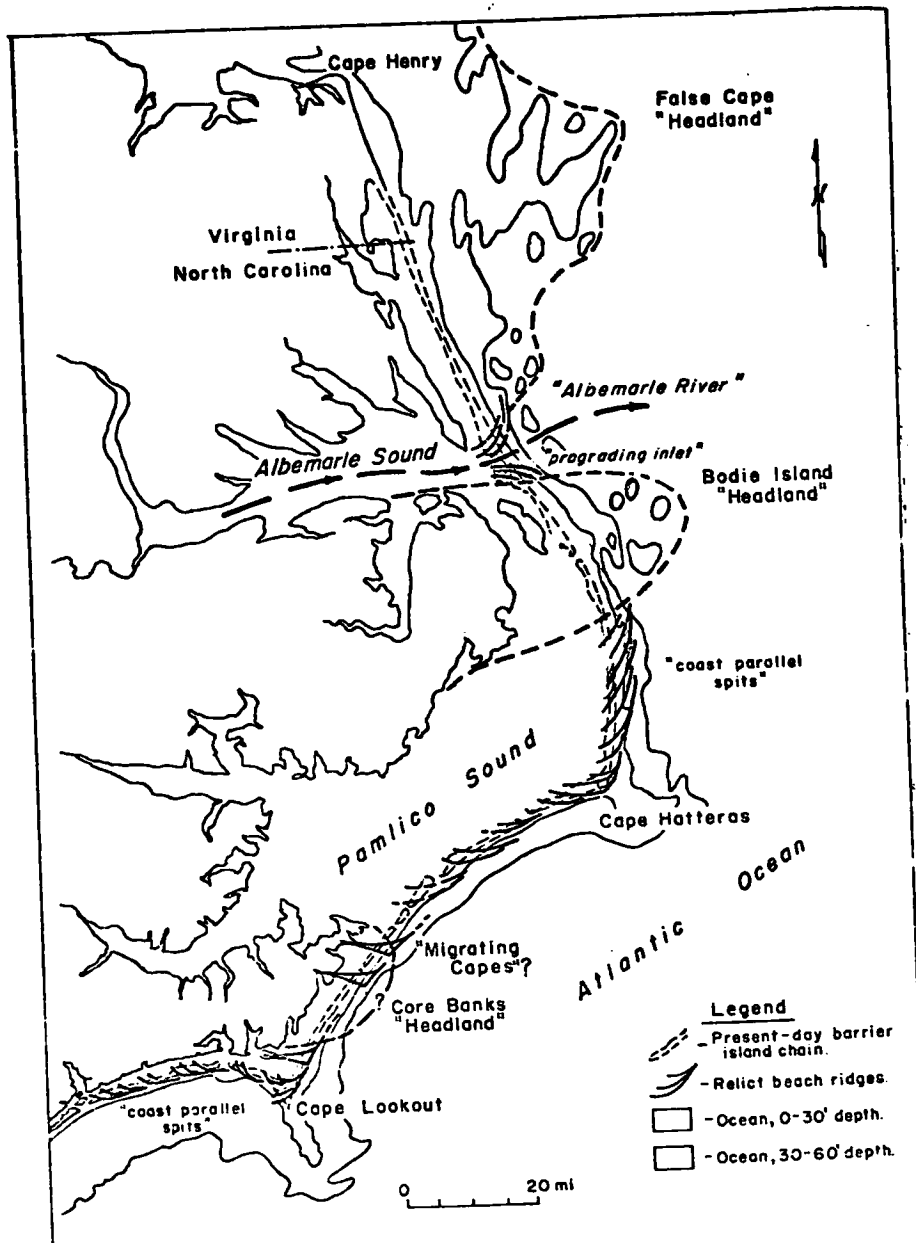 Cape Henry
False Cape
"Headland"
Virginia
North Carolina
"Albemarle River"
Albemarle Sound
"prograding inlet"
Bodie Island
"Headland"
"coast parallel
spits"
Pamlico Sound
Cape Hatteras
Atlantic Ocean
"Migrating
Capes"?
? Core Banks
"Headland"
Cape Lookout
"coast parallel
spits"
Legend
- Present-day barrier
island chain.
- Relict beach ridges.
- Ocean, 0-30' depth.
- Ocean, 30-60' depth.
0 20 mi